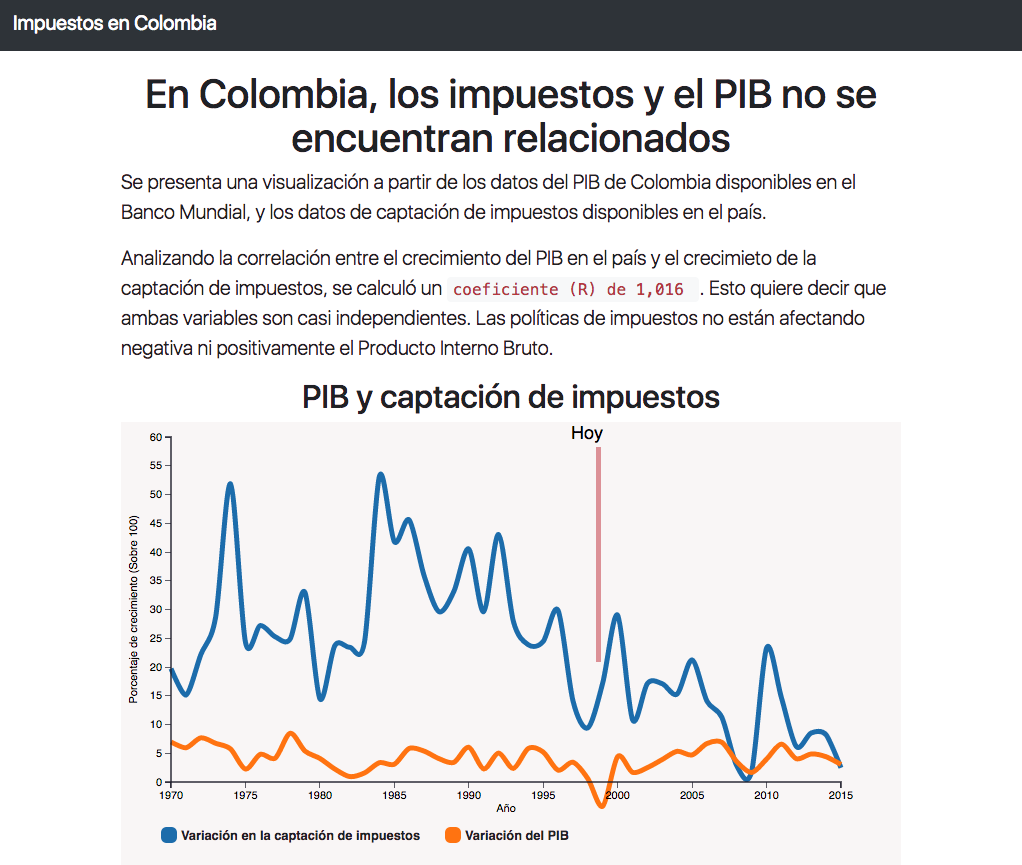 Impuestos en Colombia
En Colombia, los impuestos y el PIB no se
encuentran relacionados
Se presenta una visualización a partir de los datos del PIB de Colombia disponibles en el
Banco Mundial, y los datos de captación de impuestos disponibles en el país.
Analizando la correlación entre el crecimiento del PIB en el país y el crecimieto de la
captación de impuestos, se calculó un coeficiente (R) de 1,016 . Esto quiere decir que
ambas variables son casi independientes. Las políticas de impuestos no están afectando
negativa ni positivamente el Producto Interno Bruto.
PIB y captación de impuestos
Hoy
60
55
50
45
40
35
30
25
20
15
10
5
0
Porcentaje de crecimiento (Sobre 100)
1970 1975 1980 1985 1990 1995 2000 2005 2010 2015
Año
Variación en la captación de impuestos Variación del PIB